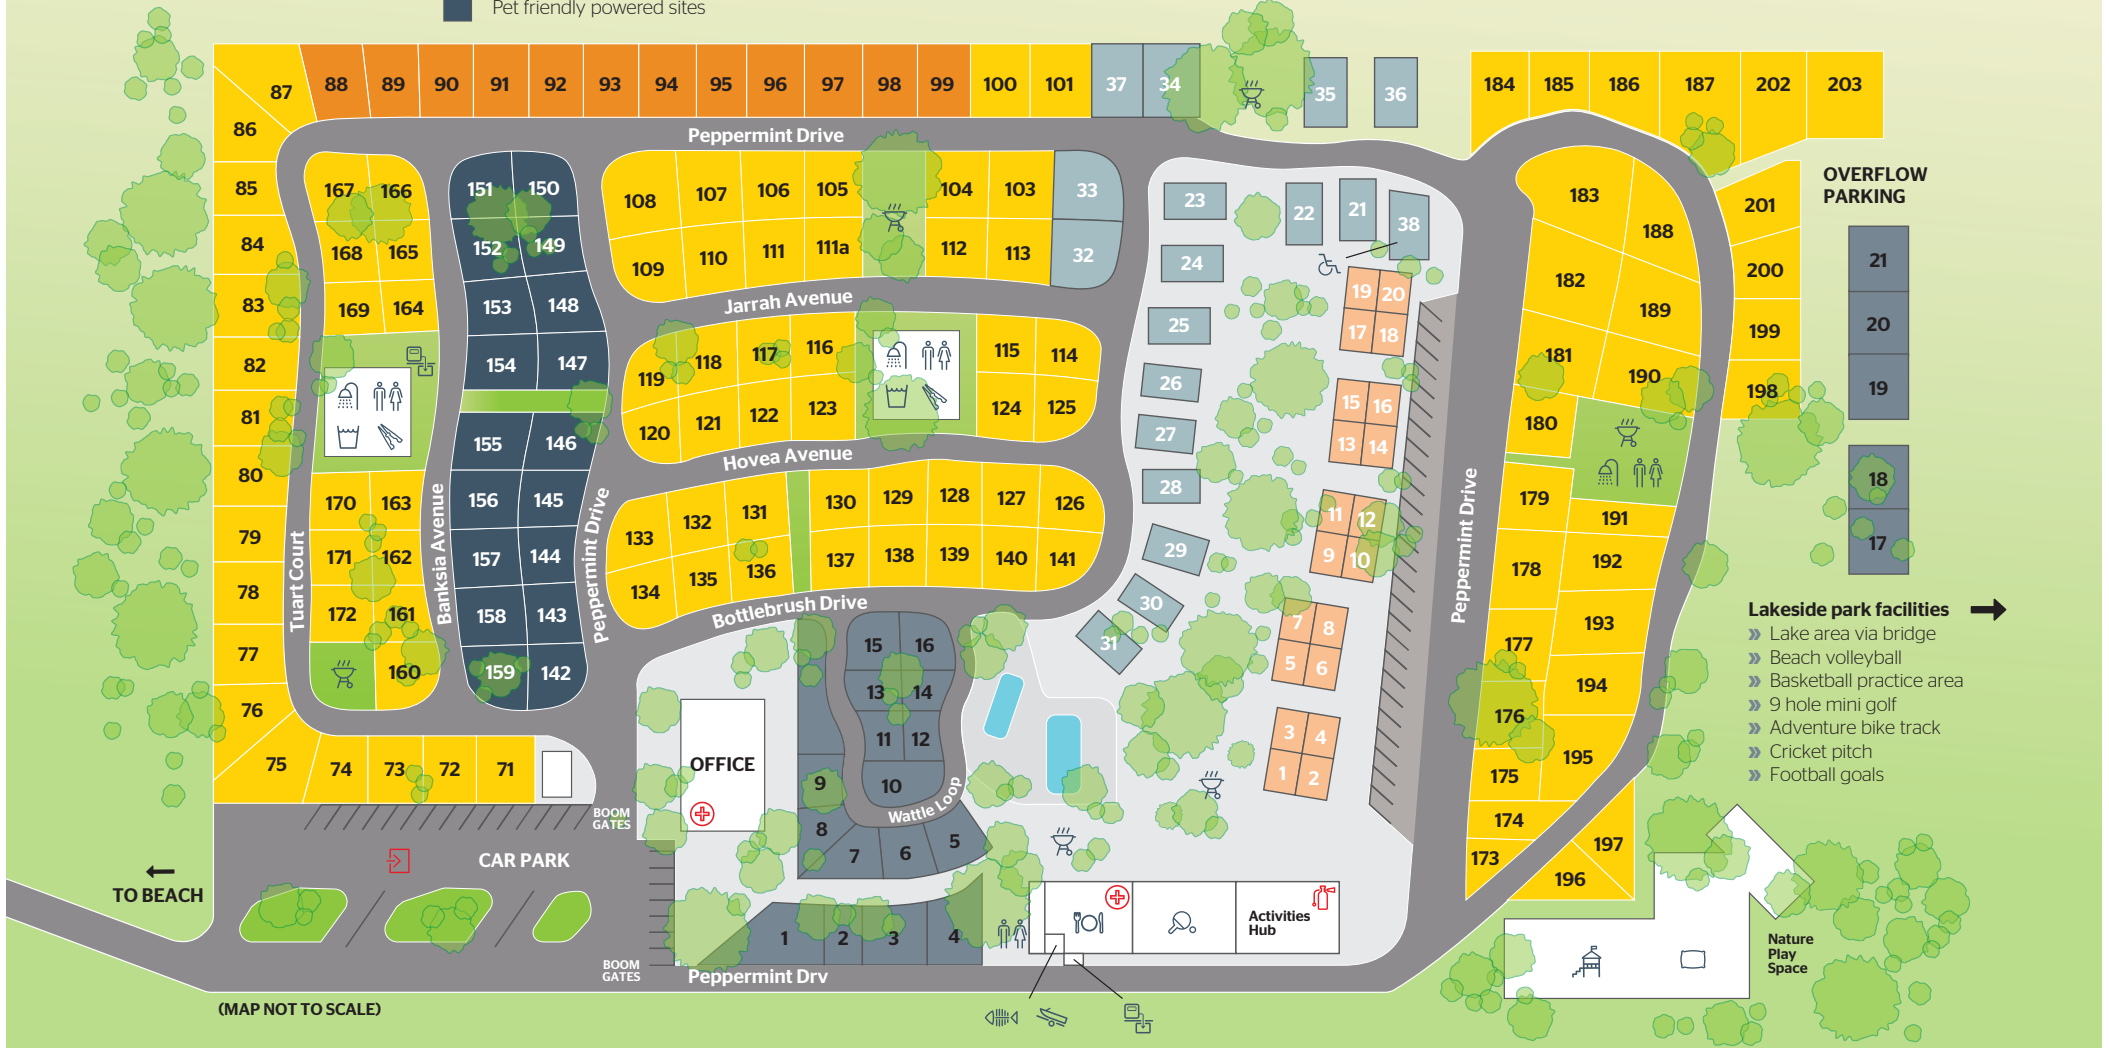 Pet friendly powered sites
87 88 89 90 91 92 93 94 95 96 97 98 99 100 101 37 34 35 36 184 185 186 187 202 203
86
Peppermint Drive
85 167 166 151 150 108 107 106 105 104 103 33 23 22 21 38 183 201
OVERFLOW
PARKING
84 168 165 152 149 109 110 111 111a 112 113 32 24 182 188 200 21
83 169 164 153 148
Jarrah Avenue
25 19 20 17 18 189 199 20
82 154 147 119 118 117 116 115 114 26 181 190 198 19
81 155 146 120 121 122 123 124 125 27 15 16 13 14 180
Hovea Avenue
80 170 163 156 145 133 132 131 130 129 128 127 126 28 11 12 9 10 179 191 18
79 171 162 157 144 134 135 136 137 138 139 140 141 29 178 192 17
Tuart Court
Banksia Avenue
Peppermint Drive
Bottlebrush Drive
Peppermint Drive
78 172 161 158 143 30 31 7 8 5 6 177 193
77 160 159 142 15 16 13 14 194
76 11 12 3 4 1 2 176 195
75 74 73 72 71
OFFICE
9 10 175
Wattle Loop
8 7 6 5 174 197
173 196
BOOM
GATES
CAR PARK
TO BEACH
1 2 3 4
Activities
Hub
BOOM
GATES
Peppermint Drv
(MAP NOT TO SCALE)
Lakeside park facilities
» Lake area via bridge
» Beach volleyball
» Basketball practice area
» 9 hole mini golf
» Adventure bike track
» Cricket pitch
» Football goals
Nature
Play
Space